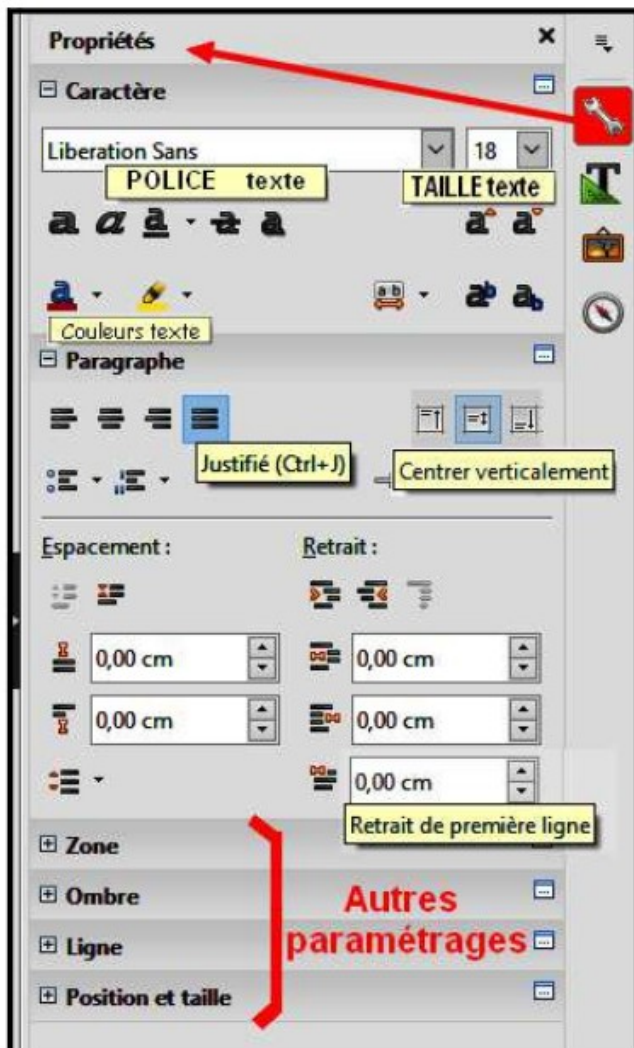 Propriétés
Caractère
Liberation Sans
18
POLICE texte
TAILLE texte
Couleurs texte
Paragraphe
Justifié (Ctrl+J)
Centrer verticalement
Espacement :
Retrait :
0,00 cm
0,00 cm
0,00 cm
0,00 cm
0,00 cm
Retrait de première ligne
Zone
Ombre
Ligne
Position et taille
Autres
paramétrages